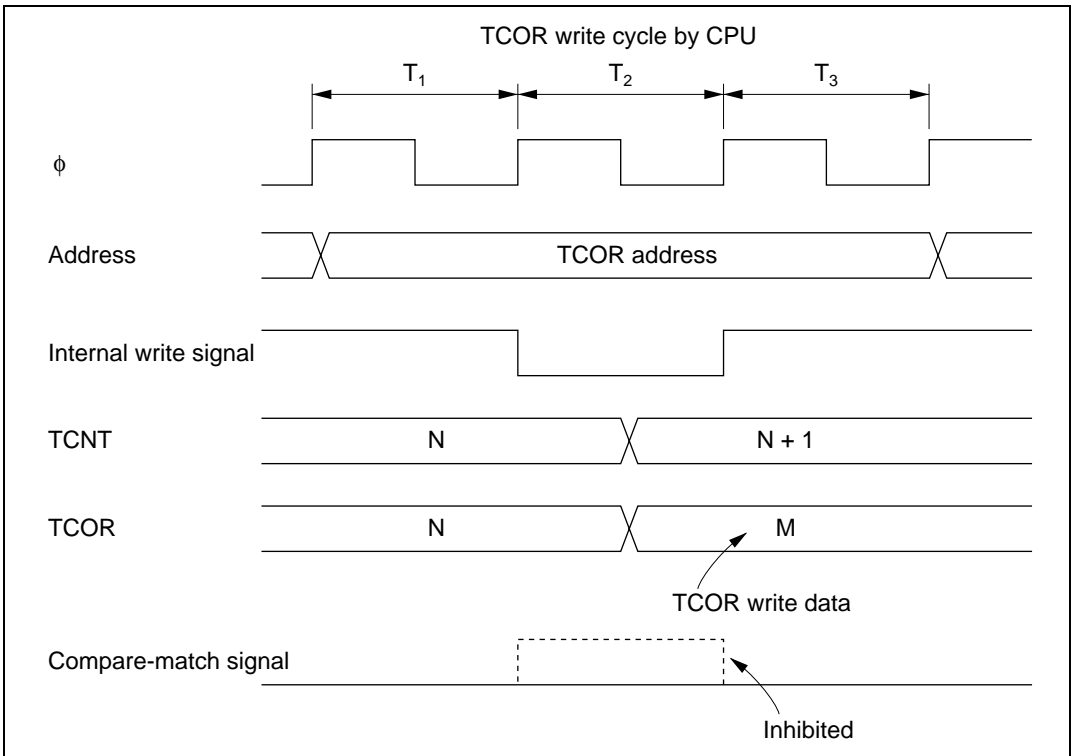 TCOR write cycle by CPU
T1 T2 T3
φ
Address TCOR address
Internal write signal
TCNT N N + 1
TCOR N M
TCOR write data
Compare-match signal
Inhibited